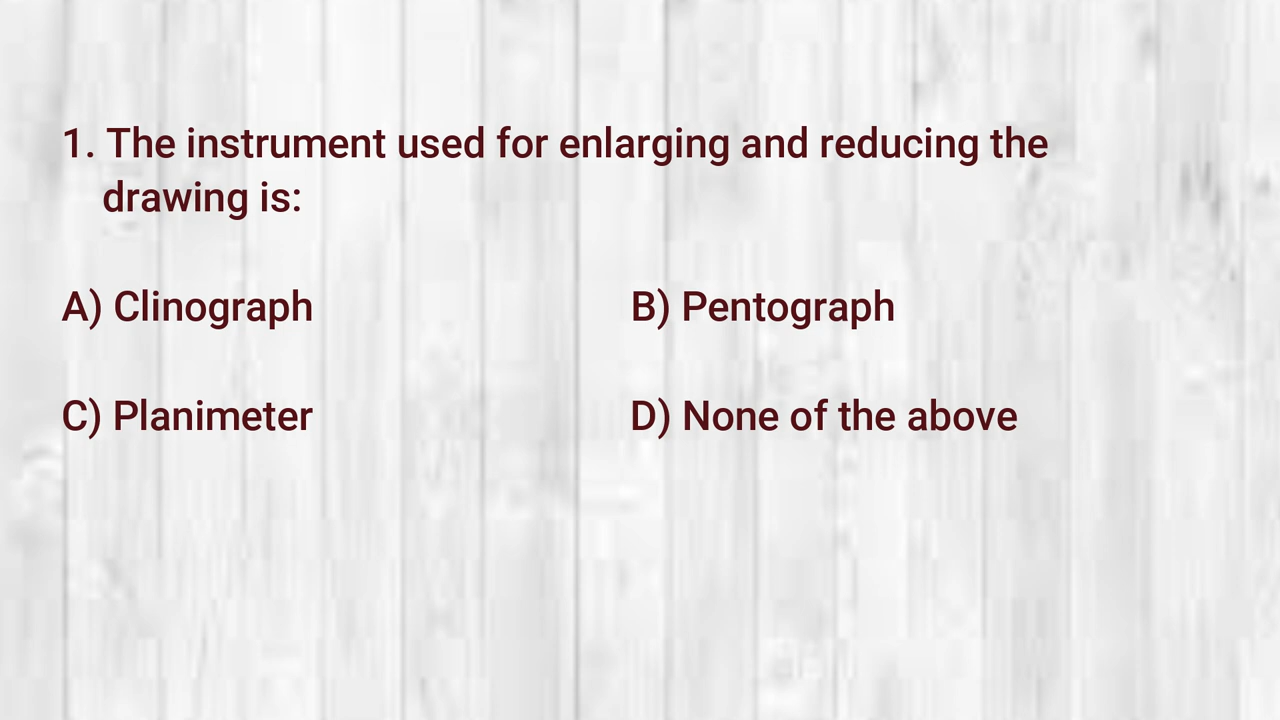 1. The instrument used for enlarging and reducing the
drawing is:
A) Clinograph B) Pentograph
C) Planimeter D) None of the above